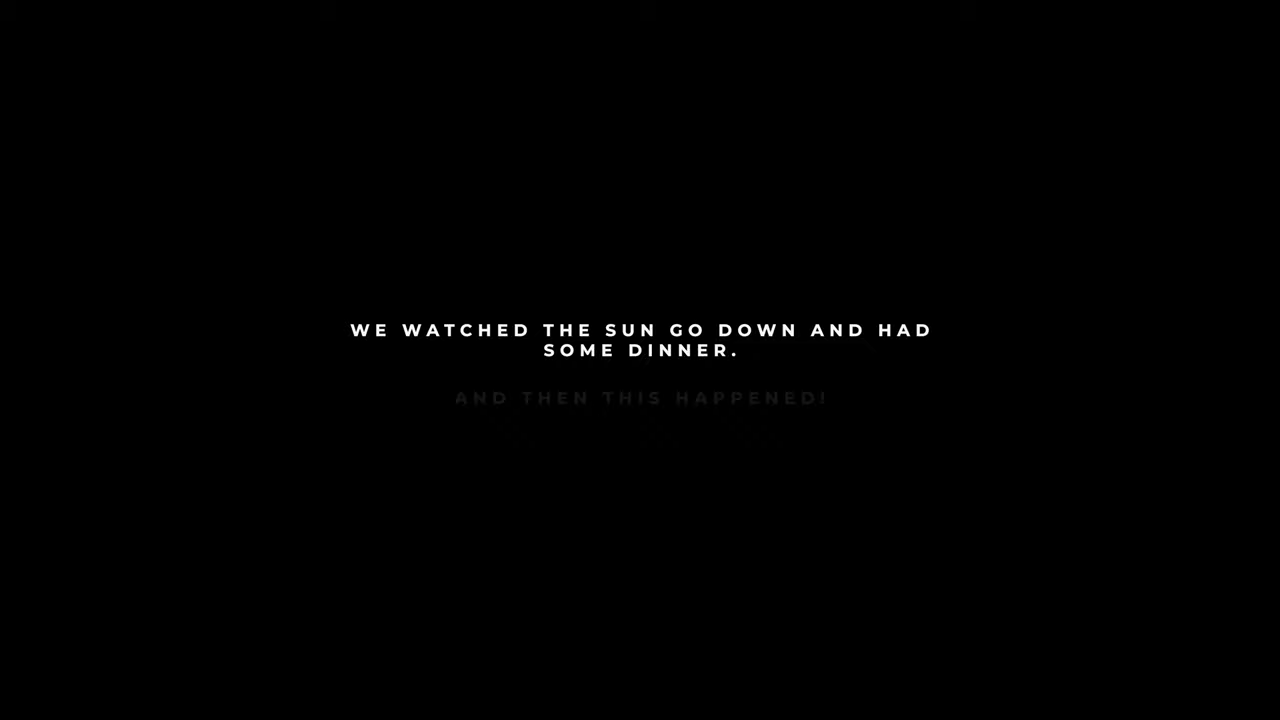 WE WATCHED THE SUN GO DOWN AND HAD
SOME DINNER.
AND THEN THIS HAPPENED!